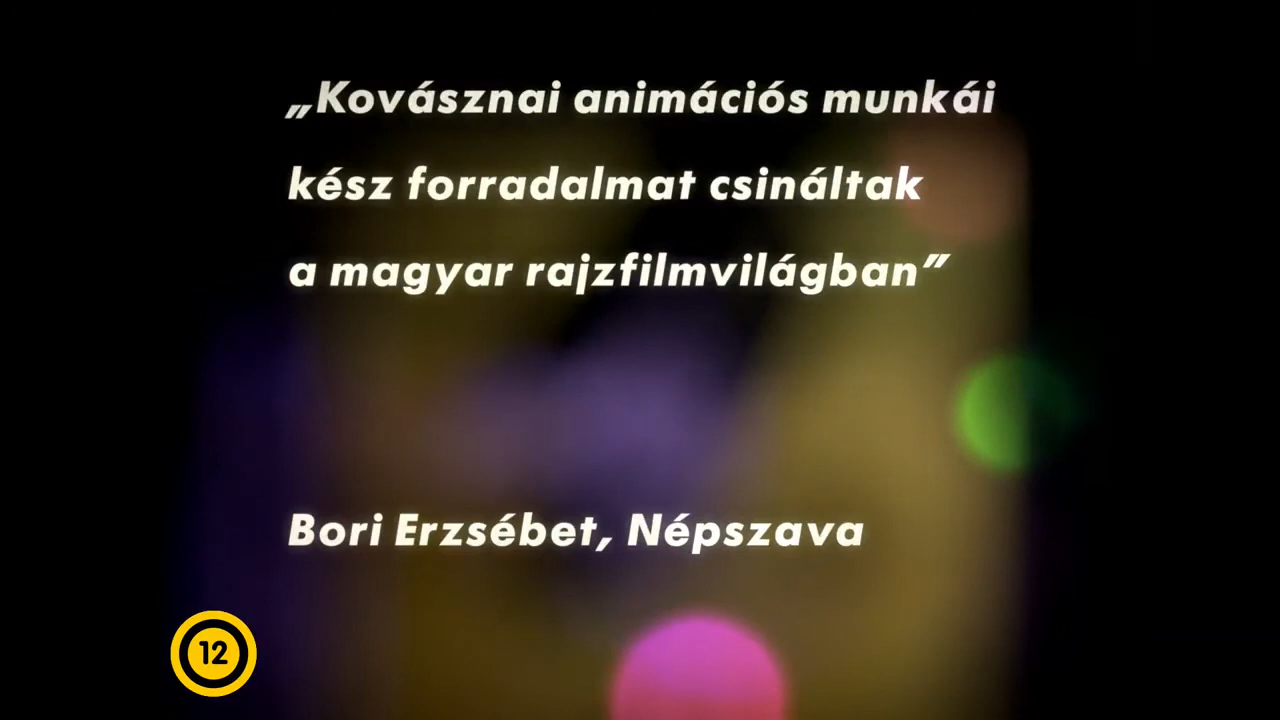 „Kovásznai animációs munkái
kész forradalmat csináltak
a magyar rajzfilmvilágban”
Bori Erzsébet, Népszava
12